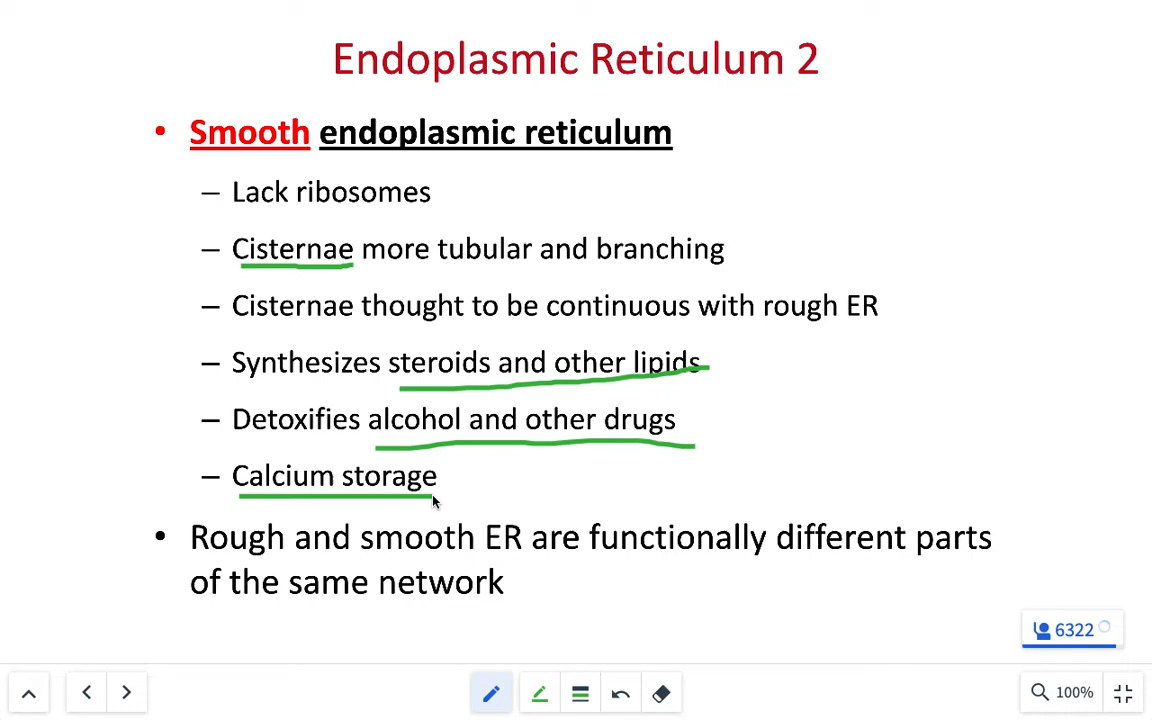 Endoplasmic Reticulum 2
• Smooth endoplasmic reticulum
– Lack ribosomes
– Cisternae more tubular and branching
– Cisternae thought to be continuous with rough ER
– Synthesizes steroids and other lipids
– Detoxifies alcohol and other drugs
– Calcium storage
• Rough and smooth ER are functionally different parts
of the same network
6322
100%